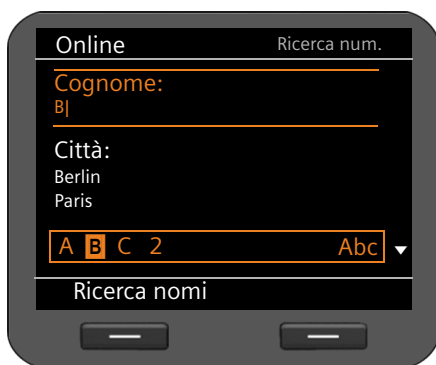 Online Ricerca num.
Cognome:
B|
Città:
Berlin
Paris
A B C 2 Abc
Ricerca nomi